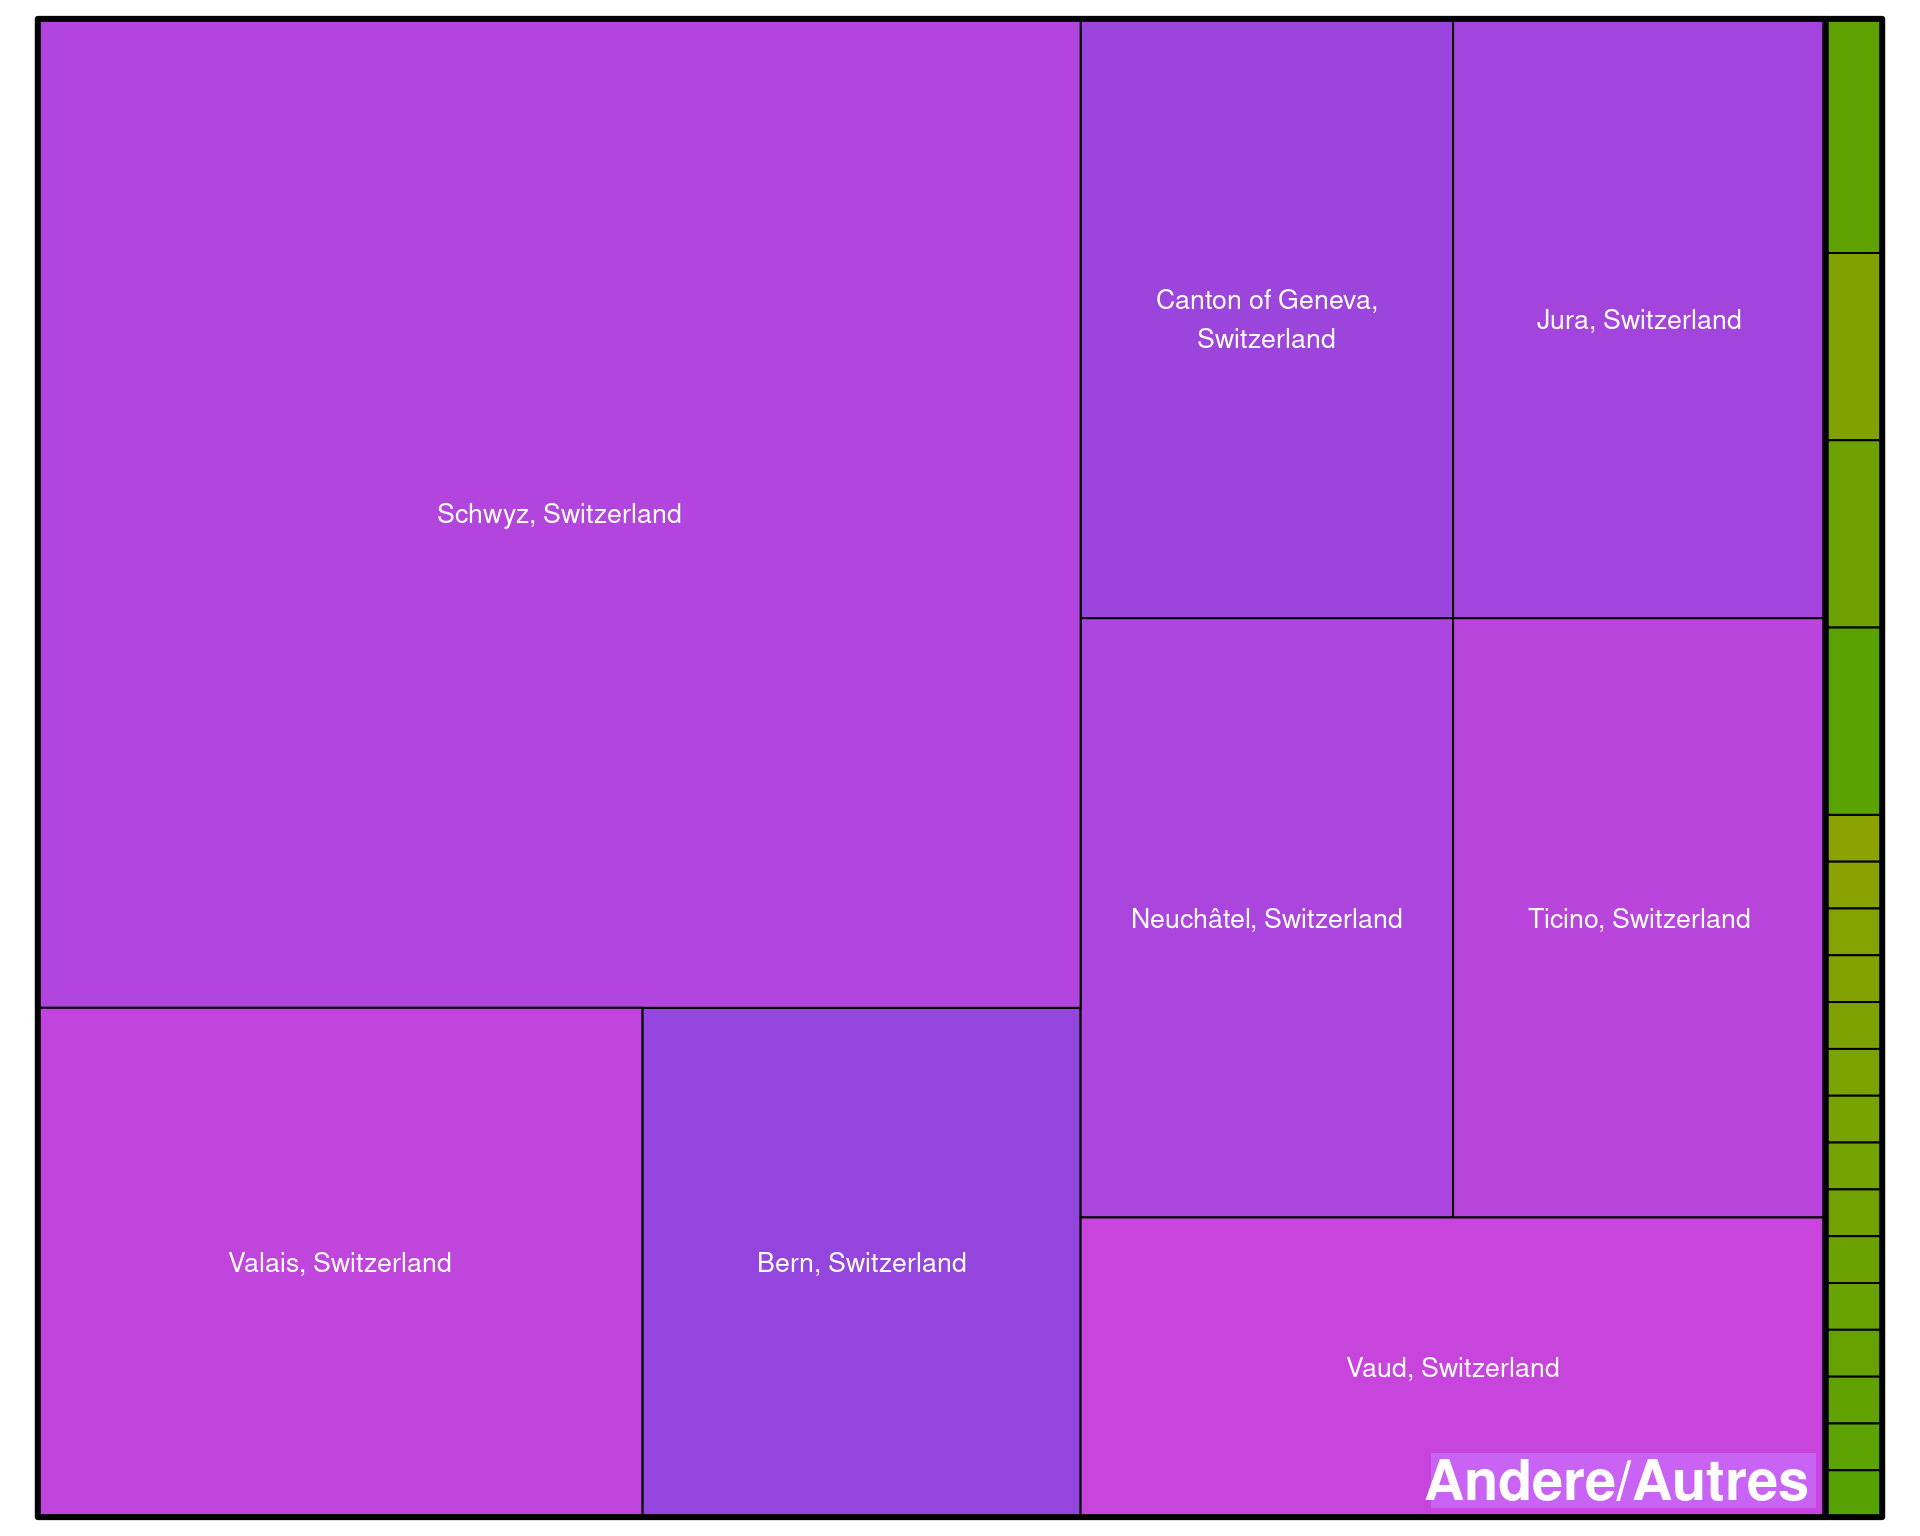 Schwyz, Switzerland
Canton of Geneva,
Switzerland
Jura, Switzerland
Neuchâtel, Switzerland
Ticino, Switzerland
Valais, Switzerland
Bern, Switzerland
Vaud, Switzerland
Andere/Autres